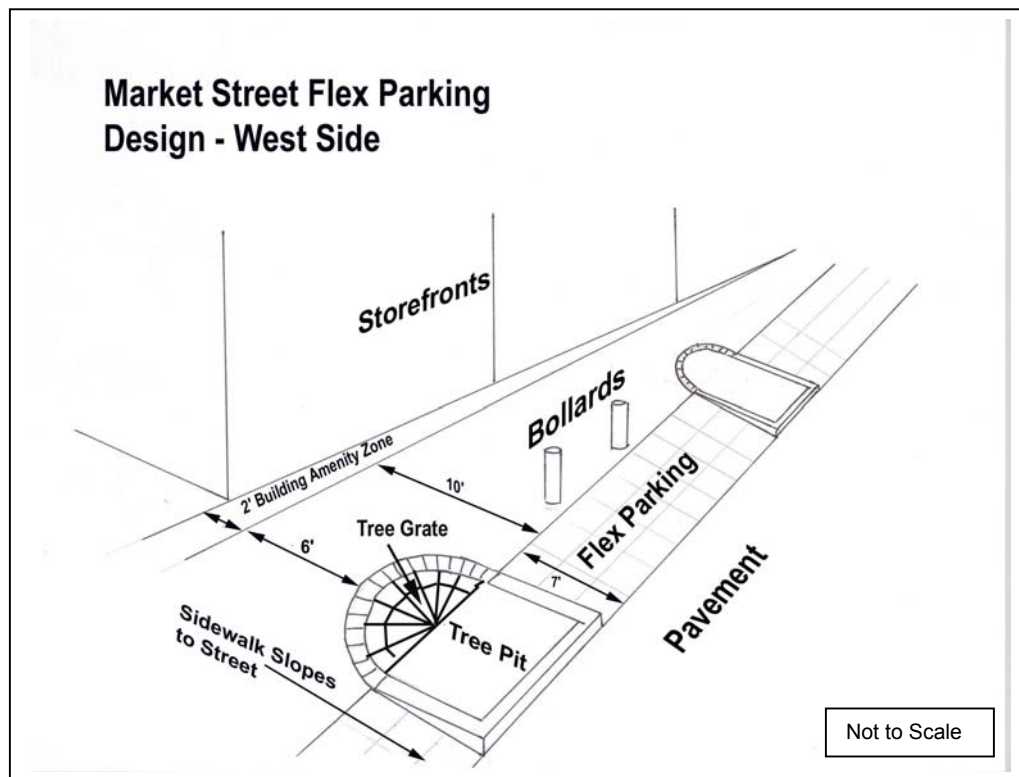 Market Street Flex Parking
Design - West Side
Storefronts
Bollards
2' Building Amenity Zone
10'
Flex Parking
Tree Grate
6'
7'
Pavement
Sidewalk Slopes
to Street
Tree Pit
Not to Scale